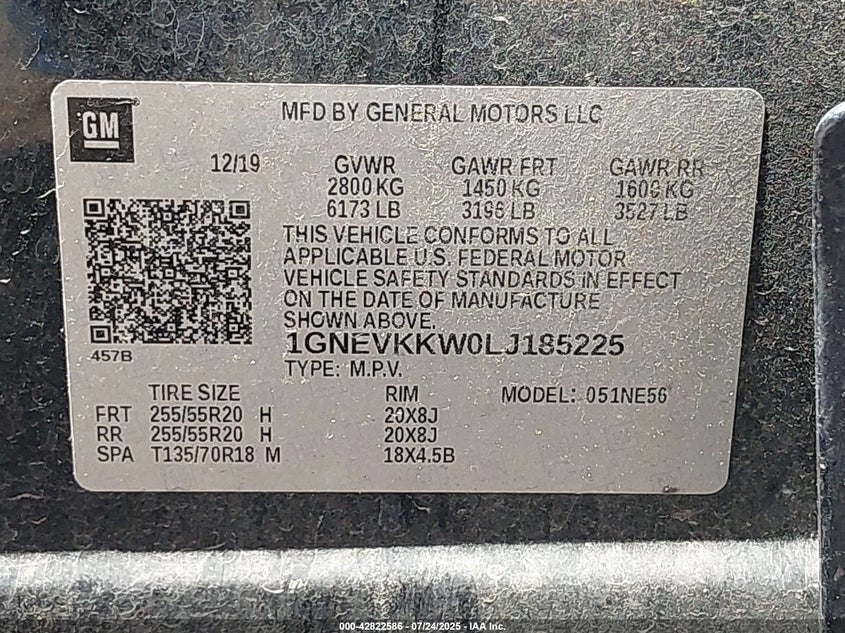 GM
MFD BY GENERAL MOTORS LLC
12/19 GVWR GAWR FRT GAWR RR
2800 KG 1450 KG 1600 KG
6173 LB 3196 LB 3527 LB
THIS VEHICLE CONFORMS TO ALL
APPLICABLE U.S. FEDERAL MOTOR
VEHICLE SAFETY STANDARDS IN EFFECT
ON THE DATE OF MANUFACTURE
SHOWN ABOVE.
457B
1GNEVKKW0LJ185225
TYPE: M.P.V.
TIRE SIZE RIM MODEL: 051NE56
FRT 255/55R20 H 20X8J
RR 255/55R20 H 20X8J
SPA T135/70R18 M 18X4.5B
000-42822586 - 07/24/2025 - IAA Inc.